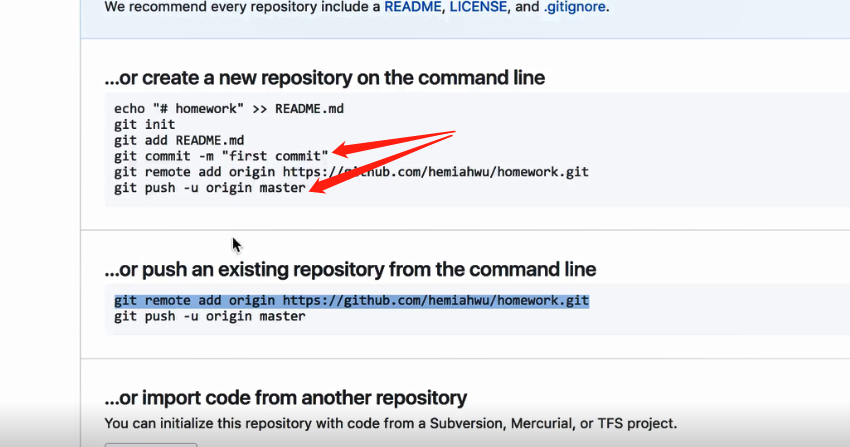 We recommend every repository include a README, LICENSE, and .gitignore.
...or create a new repository on the command line
echo "# homework" >> README.md
git init
git add README.md
git commit -m "first commit"
git remote add origin https://github.com/hemiahwu/homework.git
git push -u origin master
...or push an existing repository from the command line
git remote add origin https://github.com/hemiahwu/homework.git
git push -u origin master
...or import code from another repository
You can initialize this repository with code from a Subversion, Mercurial, or TFS project.